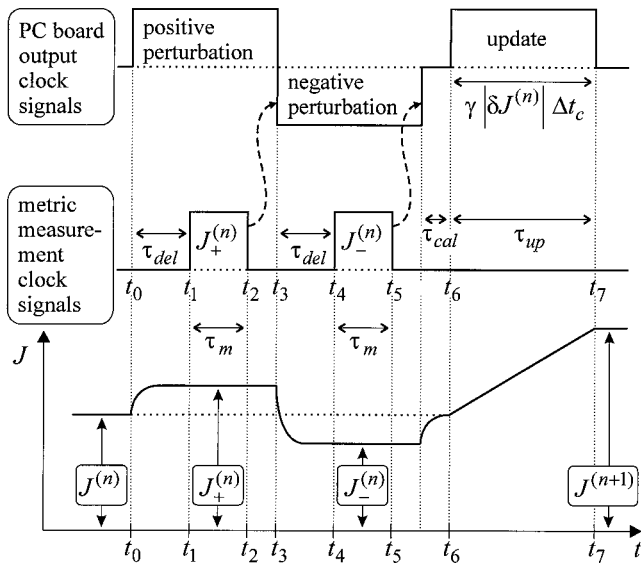 PC board
output
clock
signals
positive
perturbation
negative
perturbation
update
γ |δJ^(n)| Δt_c
metric
measure-
ment
clock
signals
τ_del
J_+^(n)
τ_del
J_-^(n)
τ_cal
τ_up
t_0 t_1 t_2 t_3 t_4 t_5 t_6 t_7
τ_m
τ_m
J
J^(n)
J_+^(n)
J_-^(n)
J^(n+1)
t_0 t_1 t_2 t_3 t_4 t_5 t_6 t_7 t